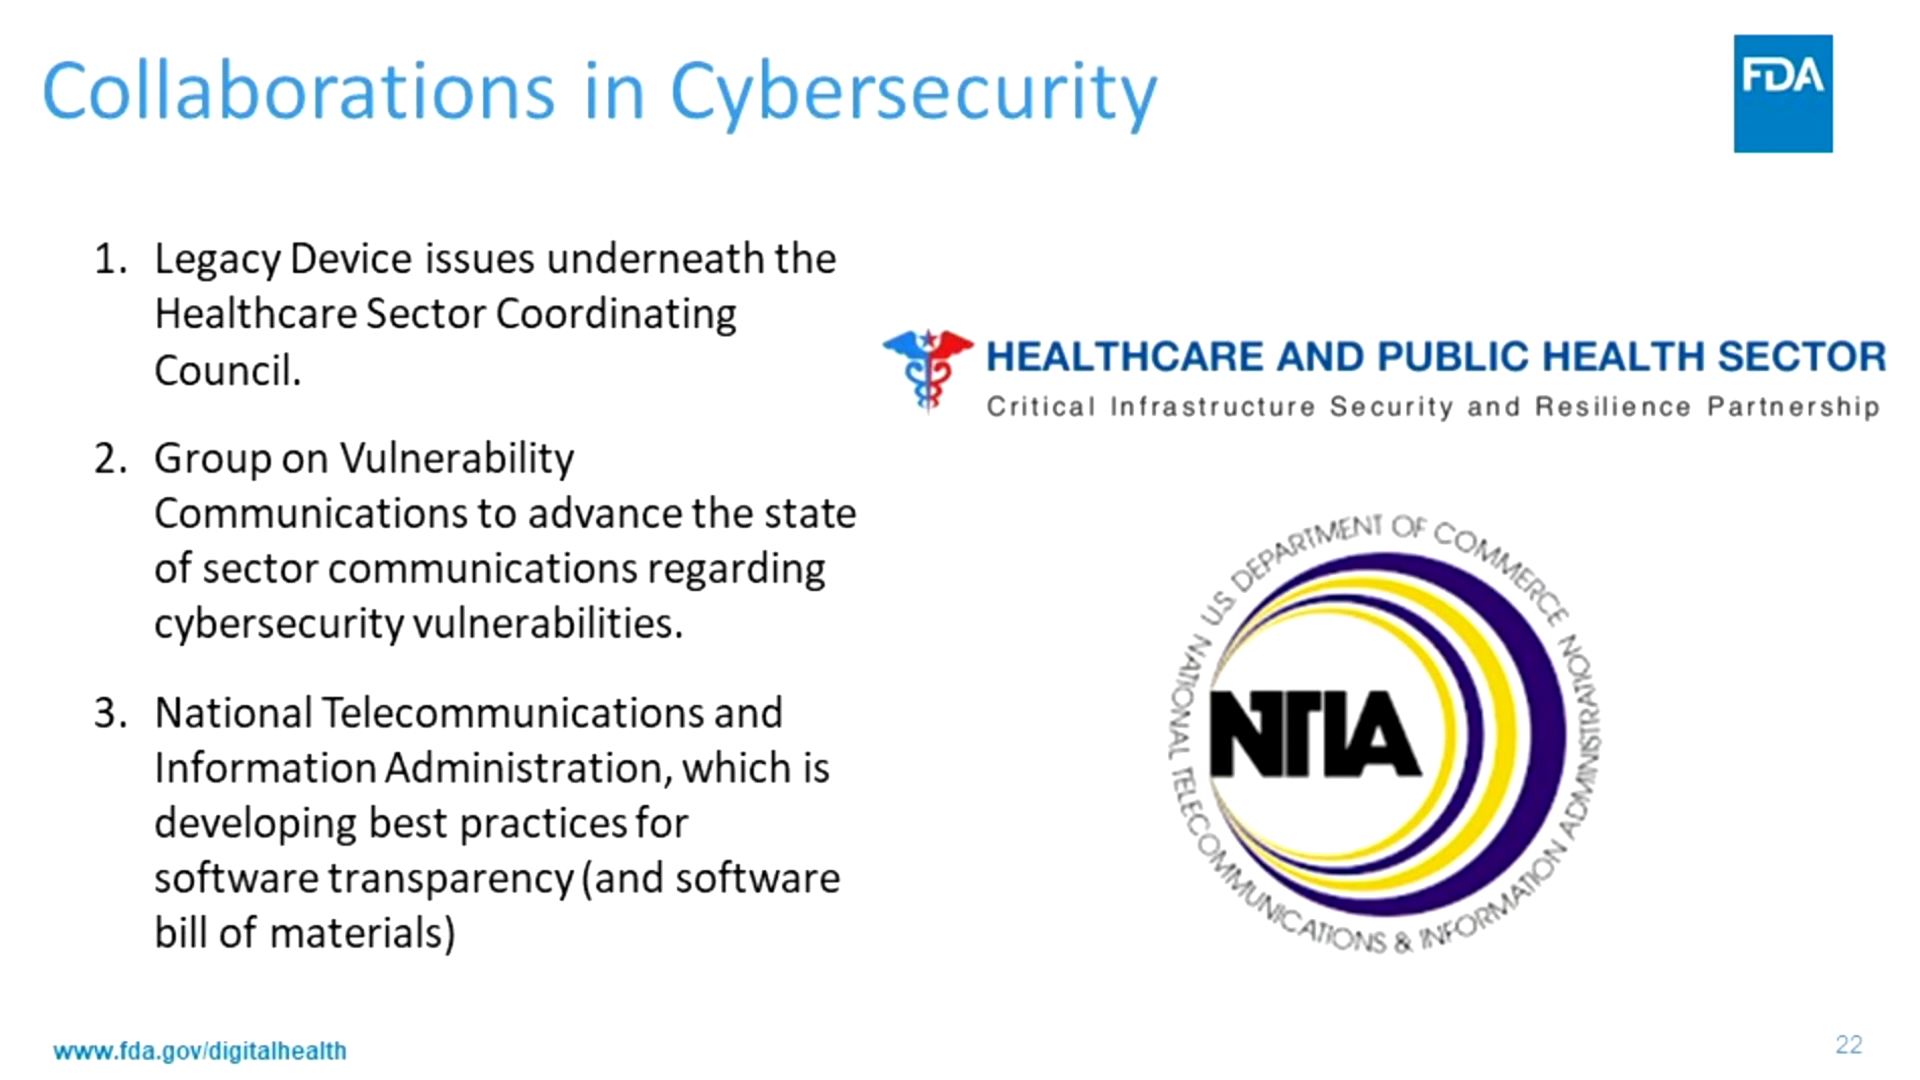 Collaborations in Cybersecurity
FDA
1. Legacy Device issues underneath the
Healthcare Sector Coordinating
Council.
HEALTHCARE AND PUBLIC HEALTH SECTOR
Critical Infrastructure Security and Resilience Partnership
2. Group on Vulnerability
Communications to advance the state
of sector communications regarding
cybersecurity vulnerabilities.
3. National Telecommunications and
Information Administration, which is
developing best practices for
software transparency (and software
bill of materials)
U.S. DEPARTMENT OF COMMERCE
NATIONAL TELECOMMUNICATIONS & INFORMATION ADMINISTRATION
NTIA
www.fda.gov/digitalhealth
22